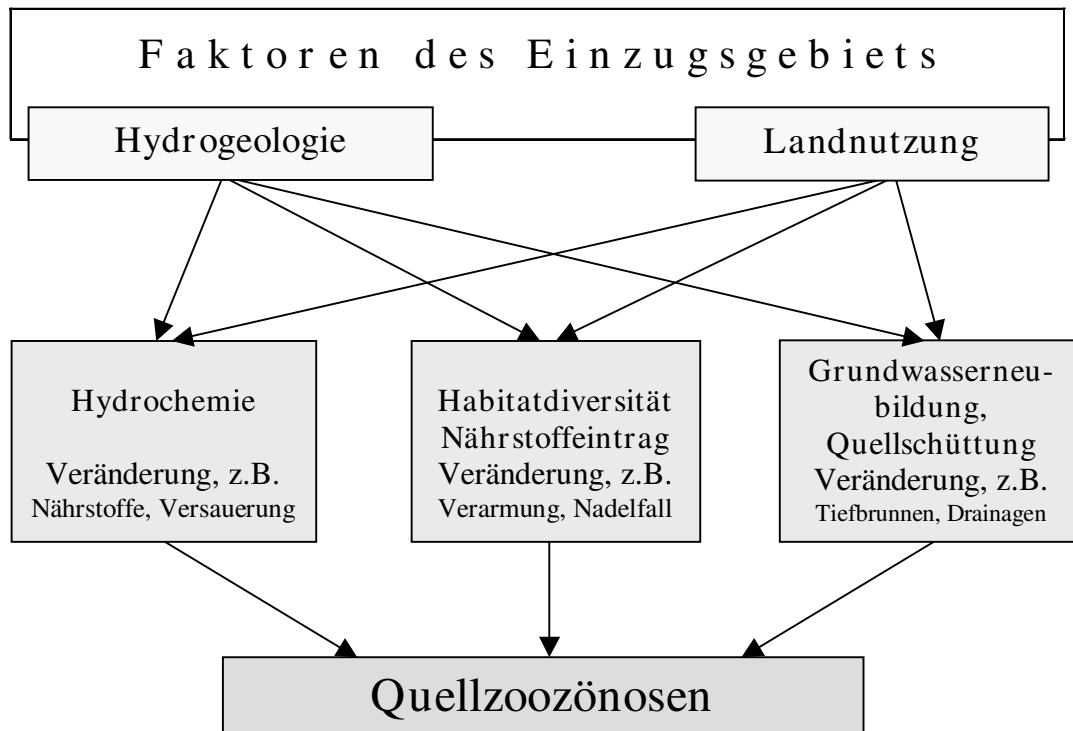 Faktoren des Einzugsgebiets
Hydrogeologie
Landnutzung
Hydrochemie
Veränderung, z.B.
Nährstoffe, Versauerung
Habitatdiversität
Nährstoffeintrag
Veränderung, z.B.
Verarmung, Nadelfall
Grundwasserneu-
bildung,
Quellschüttung
Veränderung, z.B.
Tiefbrunnen, Drainagen
Quellzoozönosen